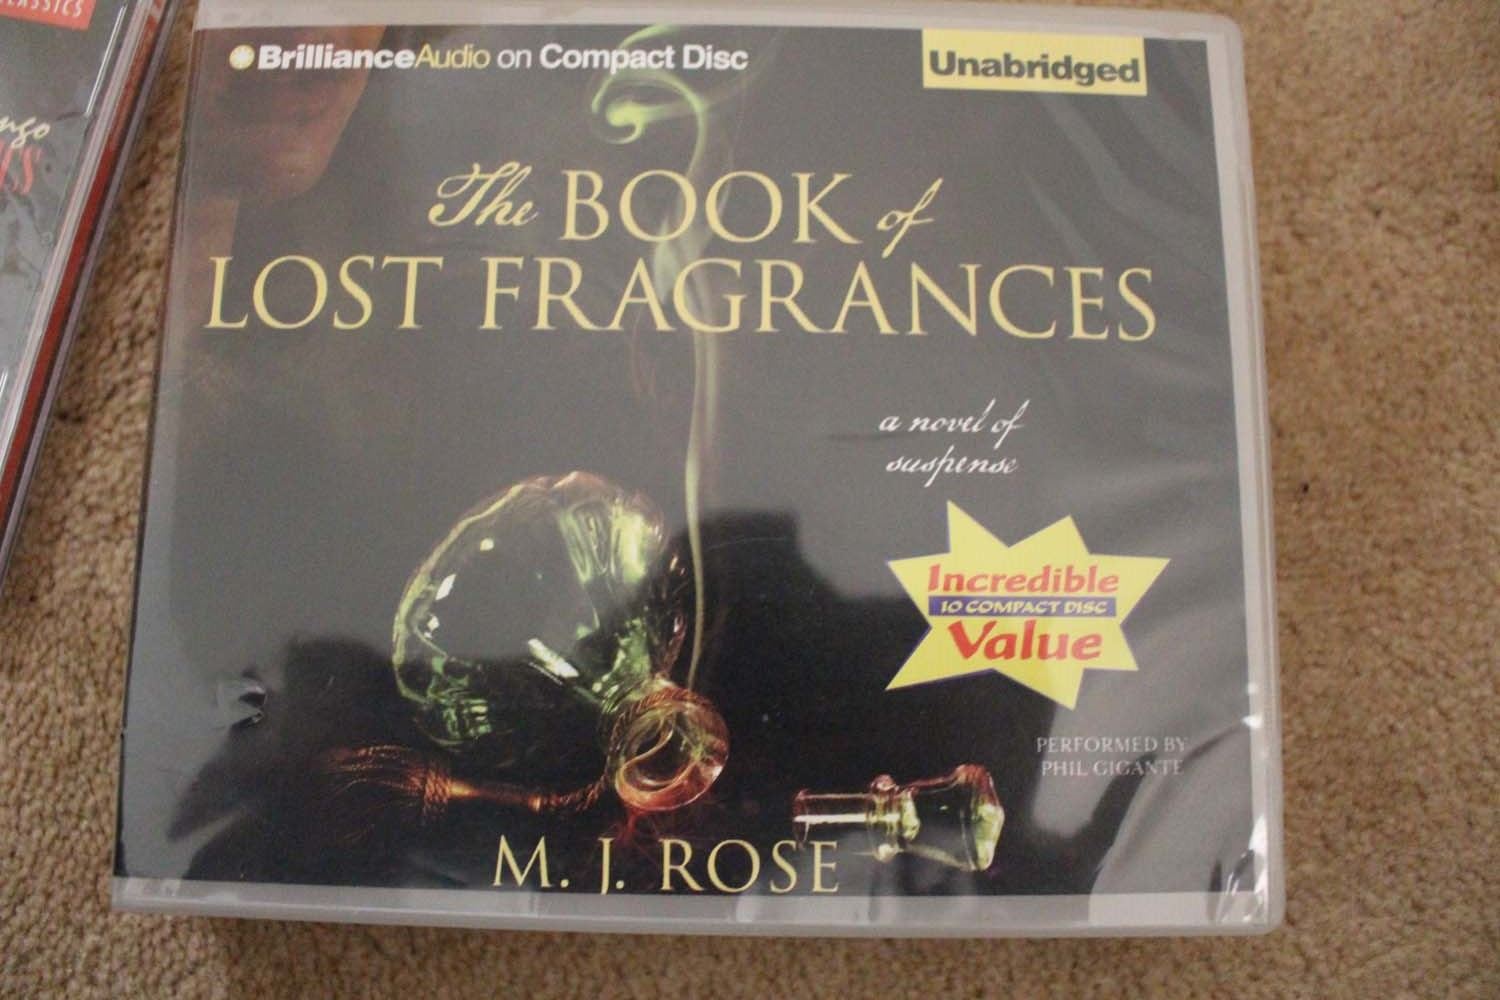 CLASSICS
BrillianceAudio on Compact Disc
Unabridged
The BOOK of
LOST FRAGRANCES
a novel of
suspense
Incredible
10 COMPACT DISC
Value
PERFORMED BY
PHIL GIGANTE
M. J. ROSE